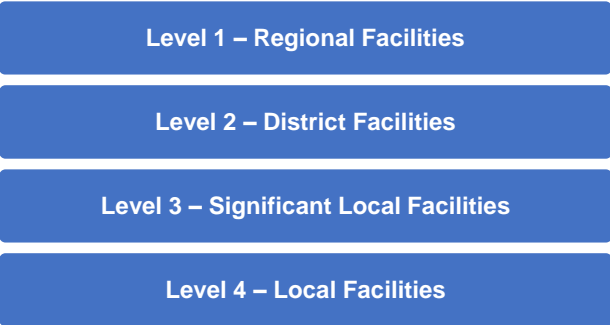 Level 1 – Regional Facilities
Level 2 – District Facilities
Level 3 – Significant Local Facilities
Level 4 – Local Facilities